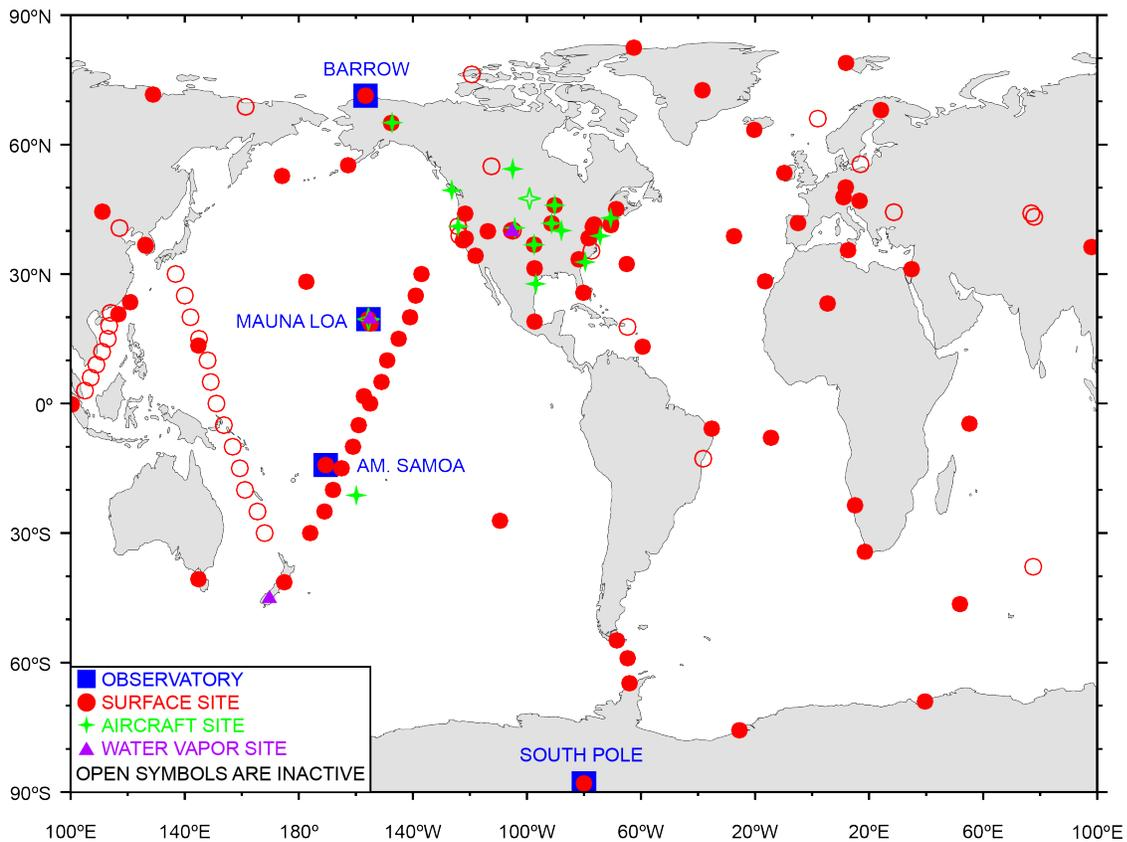 90ºN
BARROW
60ºN
30ºN
MAUNA LOA
0º
AM. SAMOA
30ºS
60ºS
OBSERVATORY
SURFACE SITE
AIRCRAFT SITE
WATER VAPOR SITE
OPEN SYMBOLS ARE INACTIVE
SOUTH POLE
90ºS
100ºE 140ºE 180º 140ºW 100ºW 60ºW 20ºW 20ºE 60ºE 100ºE